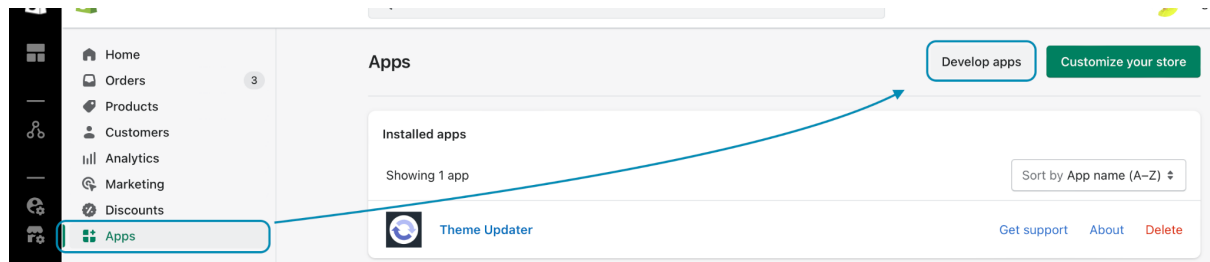 Home
Orders 3
Products
Customers
Analytics
Marketing
Discounts
Apps
Apps
Develop apps
Customize your store
Installed apps
Showing 1 app
Sort by App name (A–Z)
Theme Updater
Get support About Delete